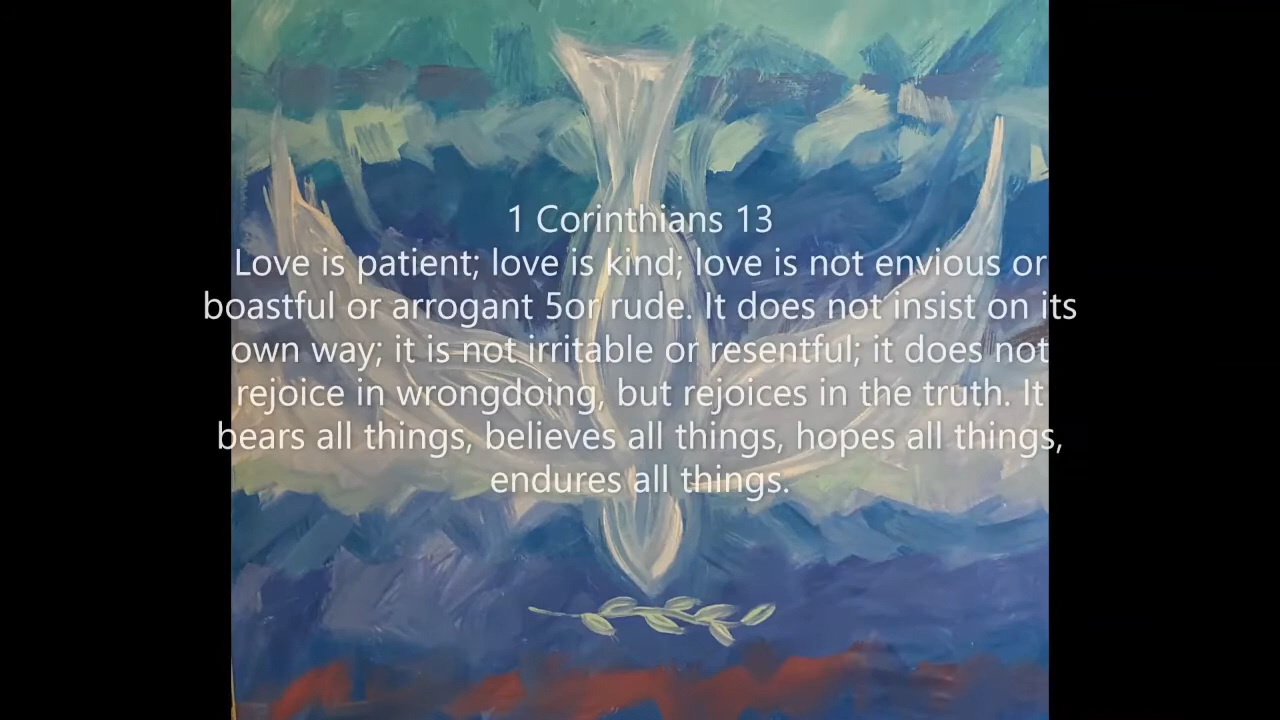 1 Corinthians 13
Love is patient; love is kind; love is not envious or
boastful or arrogant 5or rude. It does not insist on its
own way; it is not irritable or resentful; it does not
rejoice in wrongdoing, but rejoices in the truth. It
bears all things, believes all things, hopes all things,
endures all things.